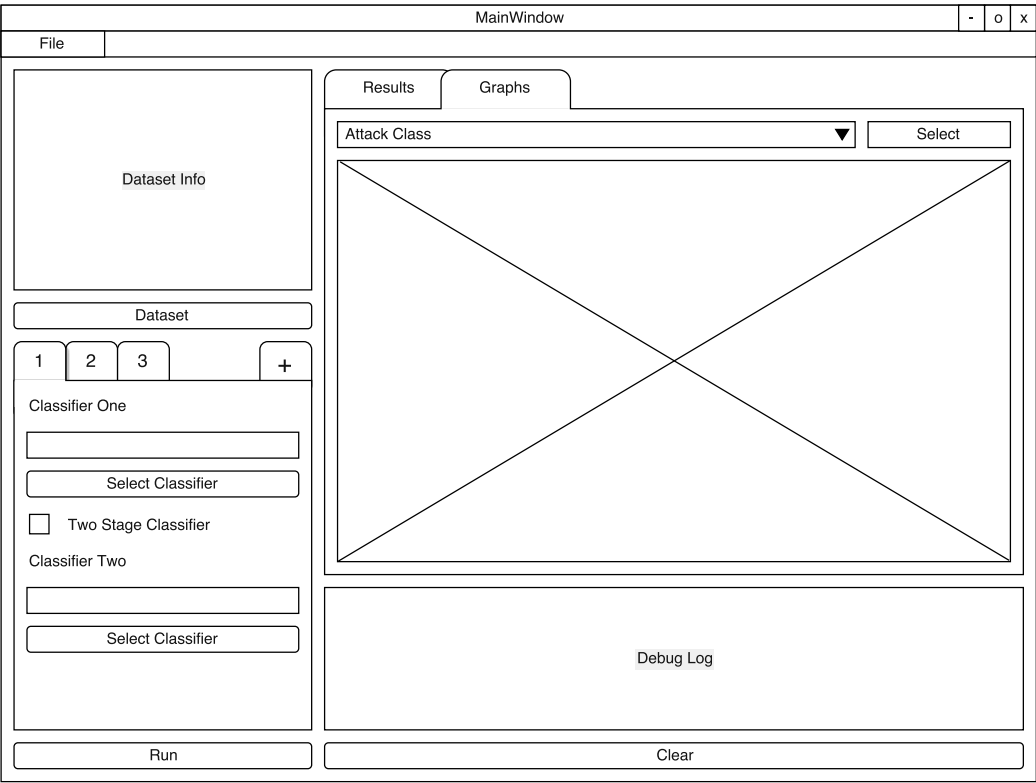 MainWindow
- o x
File
Dataset Info
Dataset
1 2 3 +
Classifier One
Select Classifier
Two Stage Classifier
Classifier Two
Select Classifier
Run
Results Graphs
Attack Class Select
Debug Log
Clear